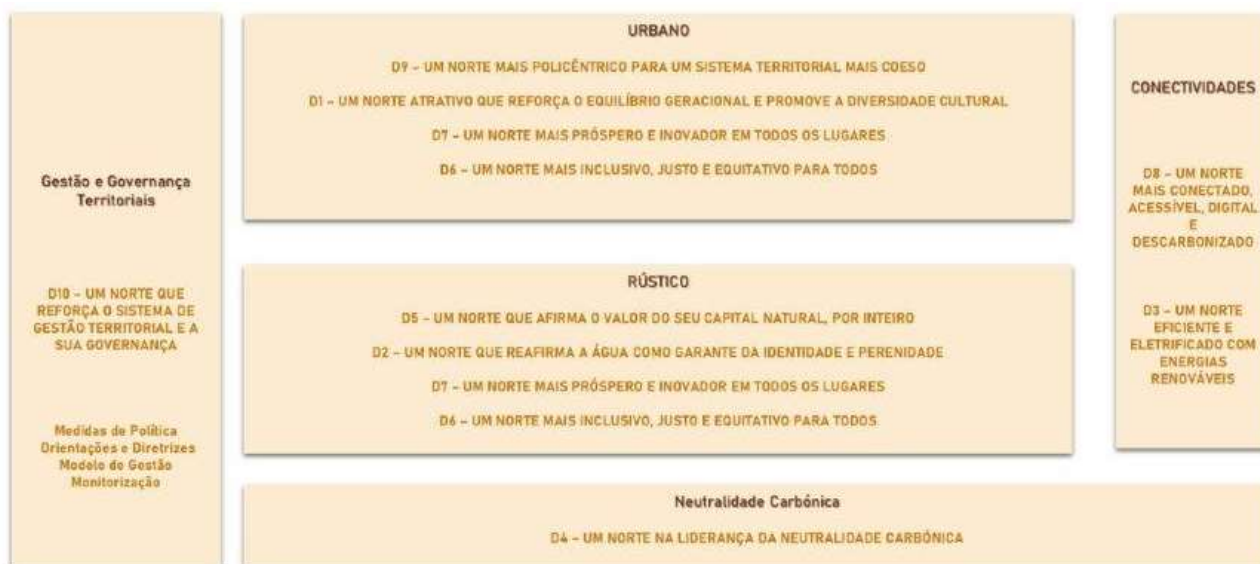 Gestão e Governança
Territoriais
D10 – UM NORTE QUE
REFORÇA O SISTEMA DE
GESTÃO TERRITORIAL E A
SUA GOVERNANÇA
Medidas de Política
Orientações e Diretrizes
Modelo de Gestão
Monitorização
URBANO
D9 – UM NORTE MAIS POLICÊNTRICO PARA UM SISTEMA TERRITORIAL MAIS COESO
D1 – UM NORTE ATRATIVO QUE REFORÇA O EQUILÍBRIO GERACIONAL E PROMOVE A DIVERSIDADE CULTURAL
D7 – UM NORTE MAIS PRÓSPERO E INOVADOR EM TODOS OS LUGARES
D6 – UM NORTE MAIS INCLUSIVO, JUSTO E EQUITATIVO PARA TODOS
RÚSTICO
D5 – UM NORTE QUE AFIRMA O VALOR DO SEU CAPITAL NATURAL, POR INTEIRO
D2 – UM NORTE QUE REAFIRMA A ÁGUA COMO GARANTE DA IDENTIDADE E PERENIDADE
D7 – UM NORTE MAIS PRÓSPERO E INOVADOR EM TODOS OS LUGARES
D6 – UM NORTE MAIS INCLUSIVO, JUSTO E EQUITATIVO PARA TODOS
CONECTIVIDADES
D8 – UM NORTE
MAIS CONECTADO,
ACESSÍVEL, DIGITAL
E
DESCARBONIZADO
D3 – UM NORTE
EFICIENTE E
ELETRIFICADO COM
ENERGIAS
RENOVÁVEIS
Neutralidade Carbónica
D4 – UM NORTE NA LIDERANÇA DA NEUTRALIDADE CARBÓNICA